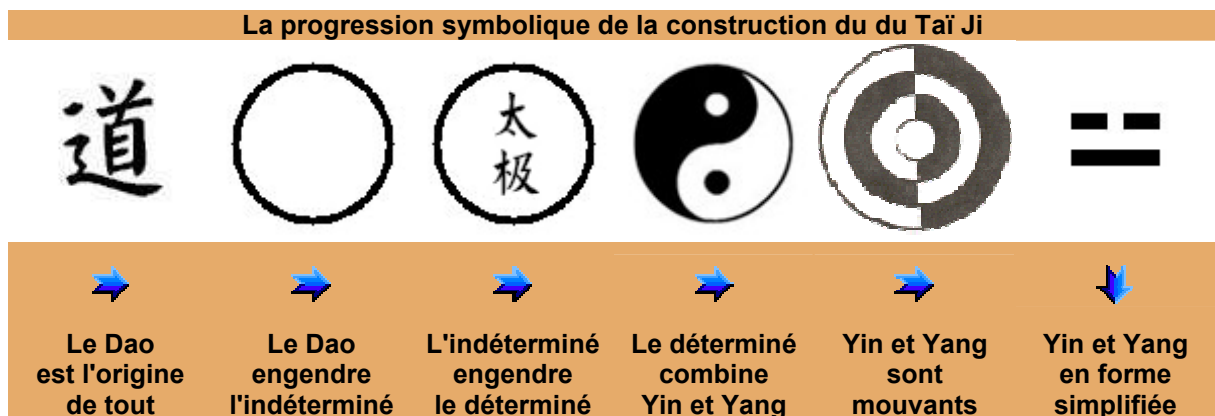 La progression symbolique de la construction du du Taï Ji
道
太
极
Le Dao
est l'origine
de tout
Le Dao
engendre
l'indéterminé
L'indéterminé
engendre
le déterminé
Le déterminé
combine
Yin et Yang
Yin et Yang
sont
mouvants
Yin et Yang
en forme
simplifiée